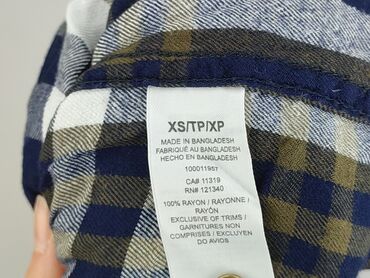 XS/TP/XP
MADE IN BANGLADESH
FABRIQUÉ AU BANGLADESH
HECHO EN BANGLADESH
100011957
CA# 11319
RN# 121340
100% RAYON / RAYONNE /
RAYÓN
EXCLUSIVE OF TRIMS /
GARNITURES NON
COMPRISES / EXCLUYEN
DO AVIOS